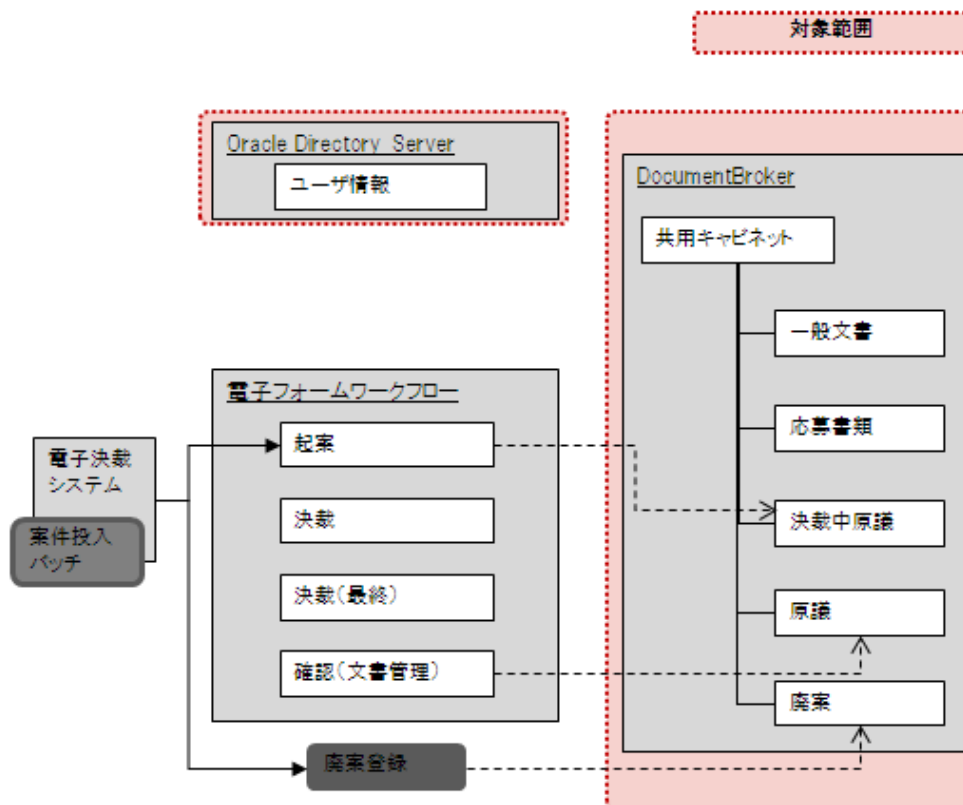 対象範囲
Oracle Directory Server
ユーザ情報
DocumentBroker
共用キャビネット
一般文書
応募書類
決裁中原議
原議
廃案
電子フォームワークフロー
起案
決裁
決裁(最終)
確認(文書管理)
電子決裁
システム
案件投入
バッチ
廃案登録